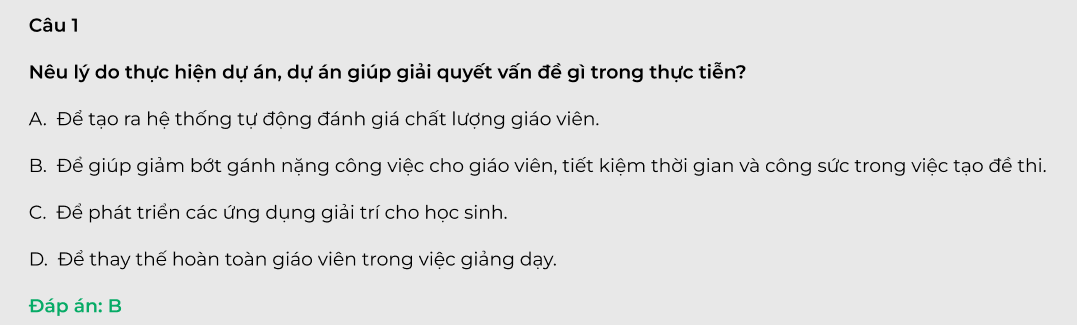 Câu 1
Nêu lý do thực hiện dự án, dự án giúp giải quyết vấn đề gì trong thực tiễn?
A. Để tạo ra hệ thống tự động đánh giá chất lượng giáo viên.
B. Để giúp giảm bớt gánh nặng công việc cho giáo viên, tiết kiệm thời gian và công sức trong việc tạo đề thi.
C. Để phát triển các ứng dụng giải trí cho học sinh.
D. Để thay thế hoàn toàn giáo viên trong việc giảng dạy.
Đáp án: B